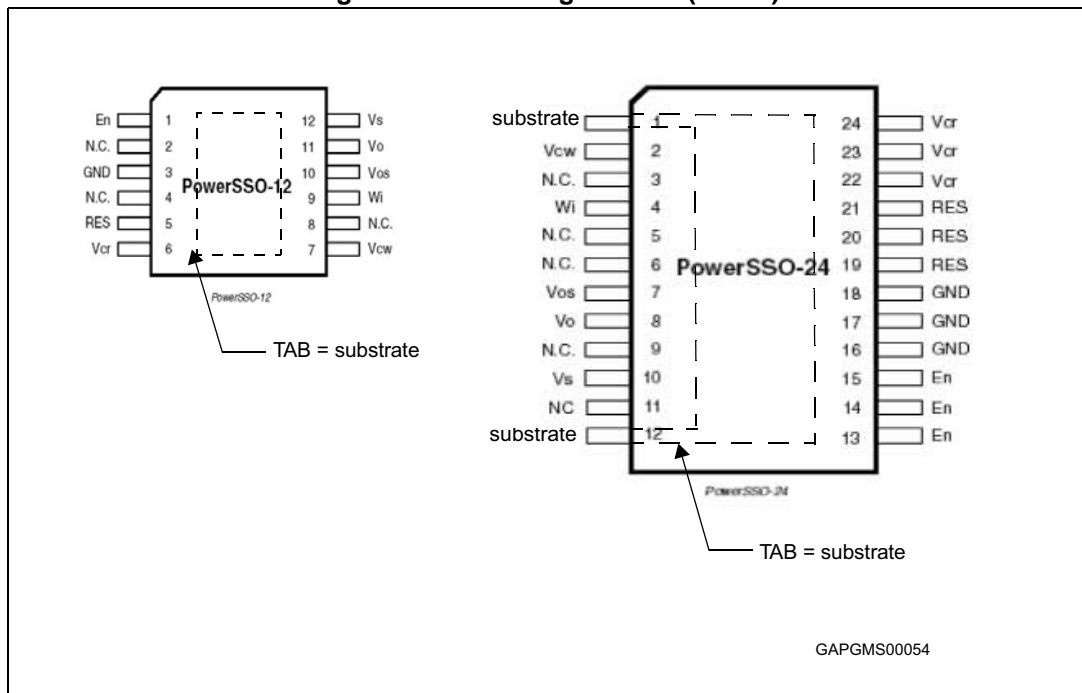 En 1 12 Vs
N.C. 2 11 Vo
GND 3 10 Vos
PowerSSO-12
N.C. 4 9 Wi
RES 5 8 N.C.
Vcr 6 7 Vcw
PowerSSO-12
TAB = substrate
substrate 1 24 Vcr
Vcw 2 23 Vcr
N.C. 3 22 Vcr
Wi 4 21 RES
N.C. 5 20 RES
N.C. 6 19 RES
PowerSSO-24
Vos 7 18 GND
Vo 8 17 GND
N.C. 9 16 GND
Vs 10 15 En
NC 11 14 En
substrate 12 13 En
PowerSSO-24
TAB = substrate
GAPGMS00054